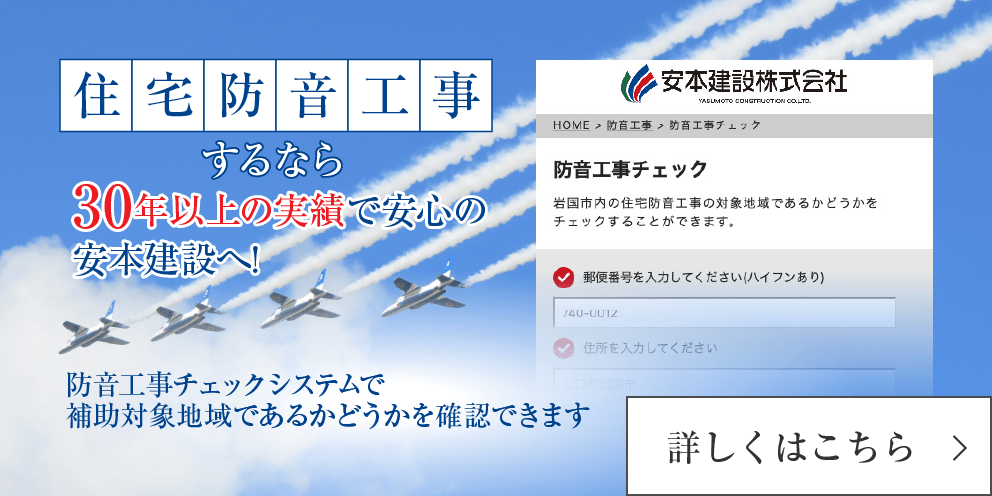 住宅防音工事
するなら
30年以上の実績で安心の
安本建設へ!
防音工事チェックシステムで
補助対象地域であるかどうかを確認できます
安本建設株式会社
YASUMOTO CONSTRUCTION CO.,LTD.
HOME > 防音工事 > 防音工事チェック
防音工事チェック
岩国市内の住宅防音工事の対象地域であるかどうかを
チェックすることができます。
郵便番号を入力してください(ハイフンあり)
740-0012
住所を入力してください
詳しくはこちら